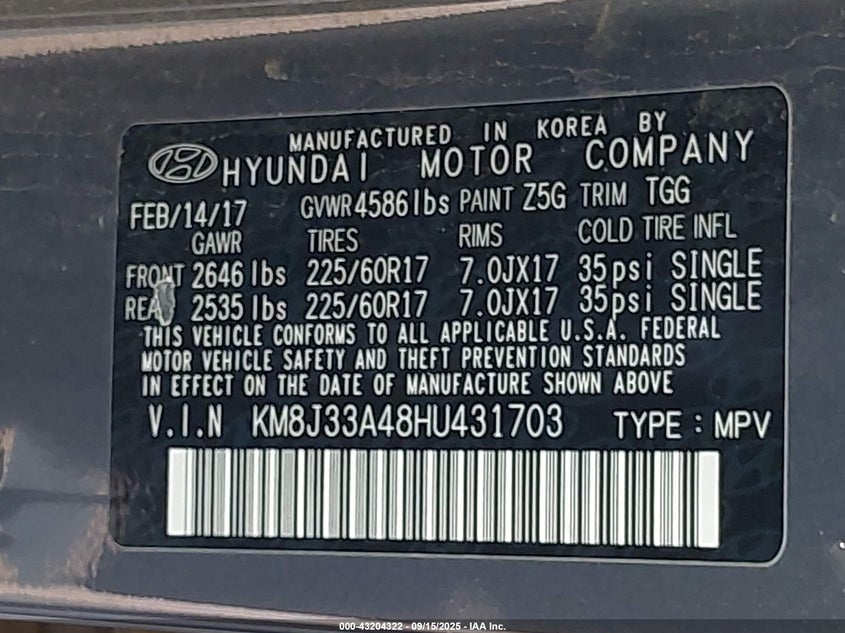 MANUFACTURED IN KOREA BY
HYUNDAI MOTOR COMPANY
FEB/14/17 GVWR 4586 lbs PAINT Z5G TRIM TGG
GAWR TIRES RIMS COLD TIRE INFL
FRONT 2646 lbs 225/60R17 7.0JX17 35psi SINGLE
REAR 2535 lbs 225/60R17 7.0JX17 35psi SINGLE
THIS VEHICLE CONFORMS TO ALL APPLICABLE U.S.A. FEDERAL
MOTOR VEHICLE SAFETY AND THEFT PREVENTION STANDARDS
IN EFFECT ON THE DATE OF MANUFACTURE SHOWN ABOVE
V.I.N KM8J33A48HU431703 TYPE : MPV
000-43204322 - 09/15/2025 - IAA Inc.